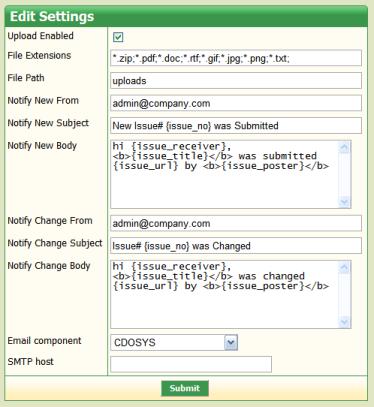 Edit Settings
Upload Enabled
File Extensions *.zip;*.pdf;*.doc;*.rtf;*.gif;*.jpg;*.png;*.txt;
File Path uploads
Notify New From admin@company.com
Notify New Subject New Issue# {issue_no} was Submitted
Notify New Body hi {issue_receiver},
<b>{issue_title}</b> was submitted
{issue_url} by <b>{issue_poster}</b>
Notify Change From admin@company.com
Notify Change Subject Issue# {issue_no} was Changed
Notify Change Body hi {issue_receiver},
<b>{issue_title}</b> was changed
{issue_url} by <b>{issue_poster}</b>
Email component CDOSYS
SMTP host
Submit